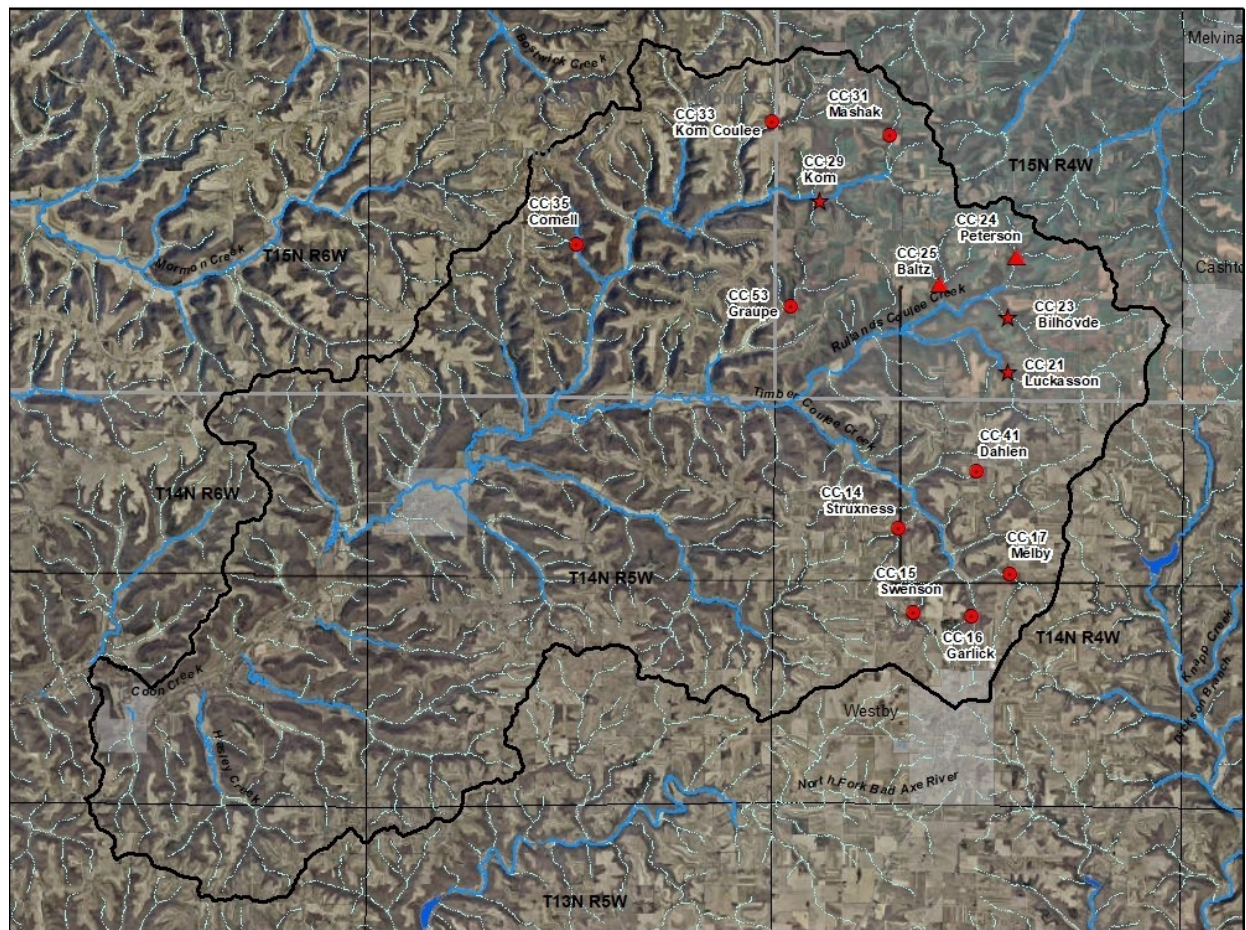 Bostwick Creek
Melvina
CC 31
Mashak
CC 33
Korn Coulee
T15N R4W
CC 29
Korn
CC 35
Cornell
CC 24
Peterson
Mormon Creek
T15N R6W
CC 25
Baltz
Cashto
CC 53
Graupe
Rullands Coulee Creek
CC 23
Bilhovde
CC 21
Luckasson
Timber Coulee Creek
CC 41
Dahlen
T14N R6W
CC 14
Struxness
CC 17
Melby
T14N R5W
CC 15
Swenson
CC 16
Garlick
T14N R4W
Knapp Creek
Coon Creek
Westby
Dickson Branch
Hasley Creek
North Fork Bad Axe River
T13N R5W